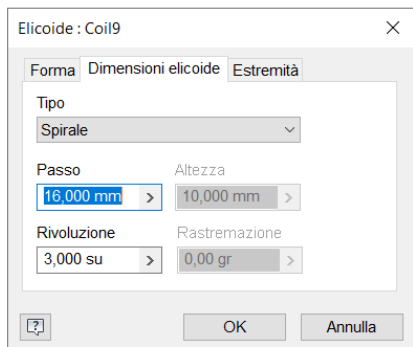 Elicoide : Coil9
Forma Dimensioni elicoide Estremità
Tipo
Spirale
Passo Altezza
16,000 mm > 10,000 mm >
Rivoluzione Rastremazione
3,000 su > 0,00 gr >
? OK Annulla